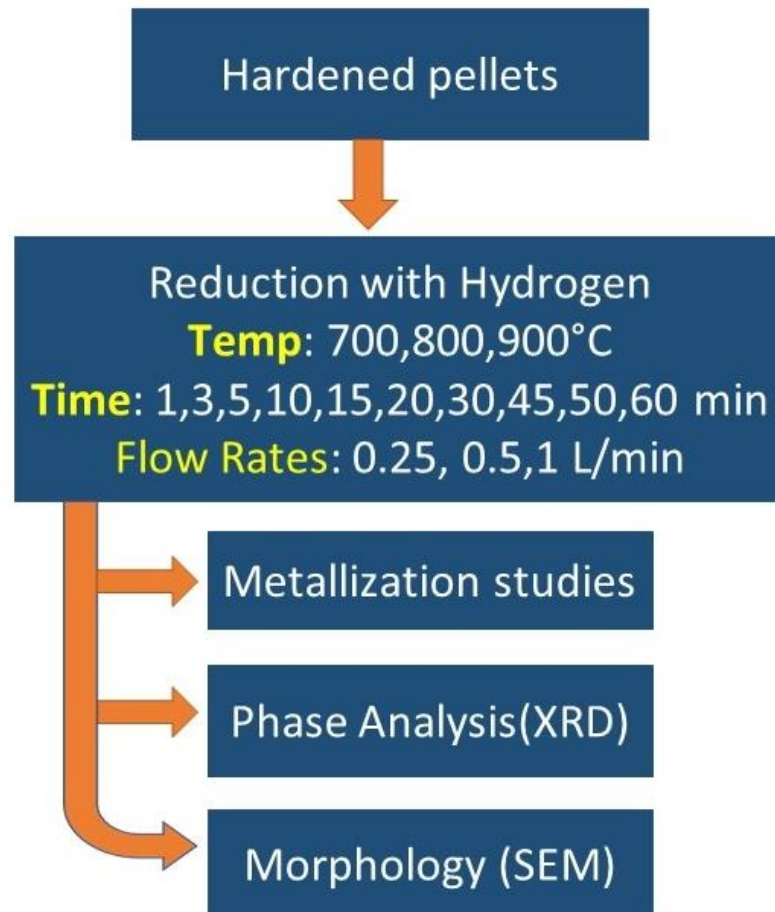 Hardened pellets
Reduction with Hydrogen
Temp: 700,800,900°C
Time: 1,3,5,10,15,20,30,45,50,60 min
Flow Rates: 0.25, 0.5,1 L/min
Metallization studies
Phase Analysis(XRD)
Morphology (SEM)